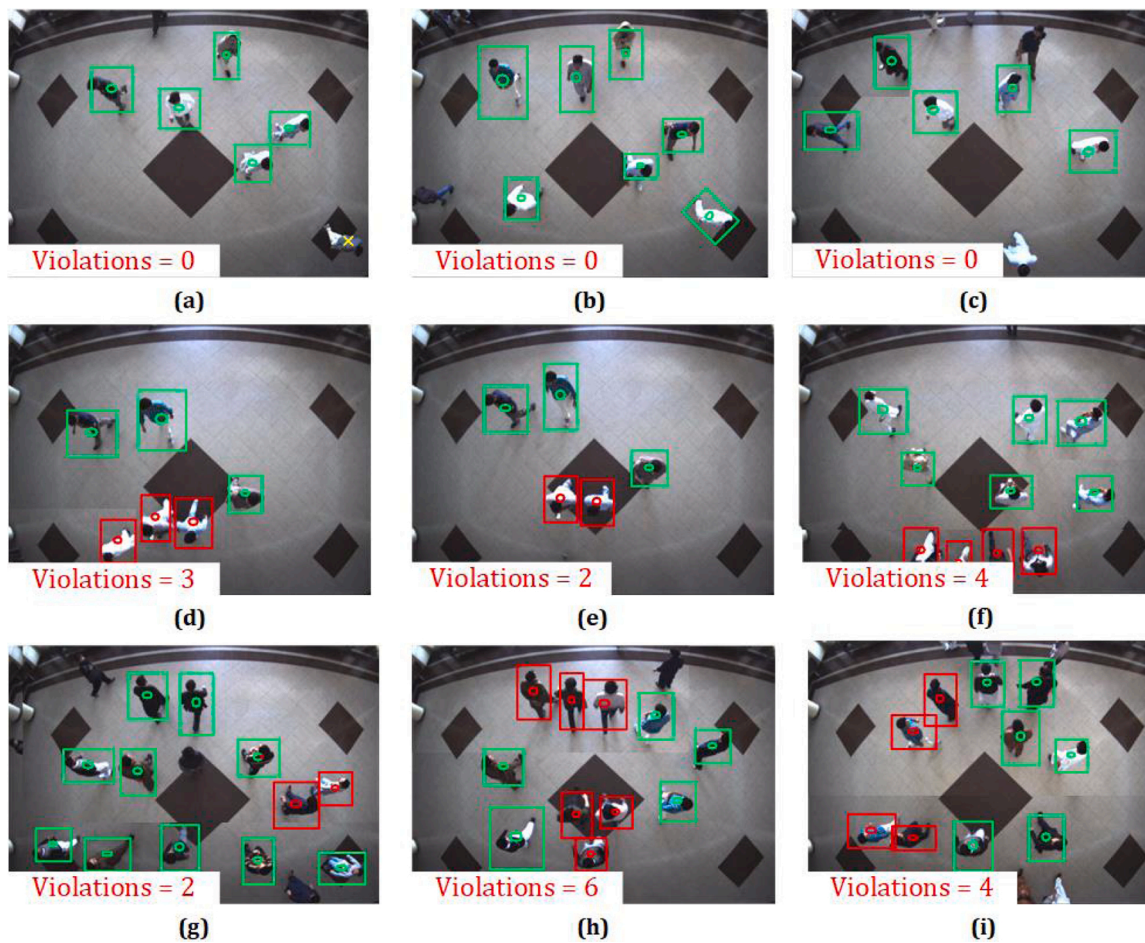 Violations = 0
Violations = 0
Violations = 0
(a)
(b)
(c)
Violations = 3
Violations = 2
Violations = 4
(d)
(e)
(f)
Violations = 2
Violations = 6
Violations = 4
(g)
(h)
(i)